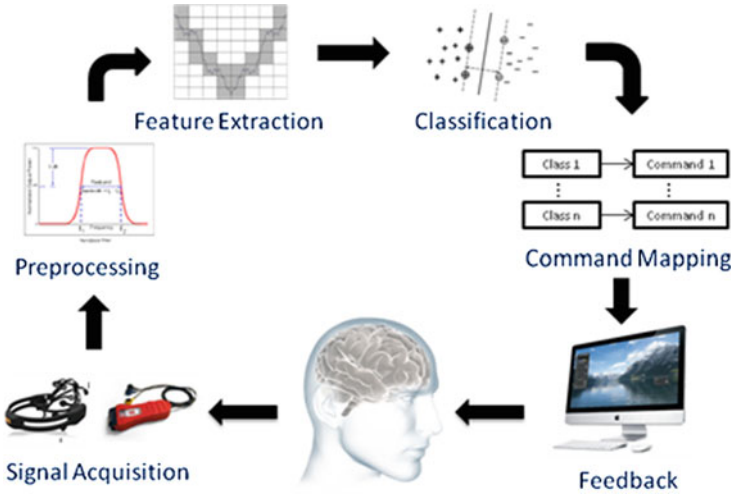 Feature Extraction
Classification
Class 1
Command 1
Class n
Command n
Preprocessing
Command Mapping
Signal Acquisition
Feedback